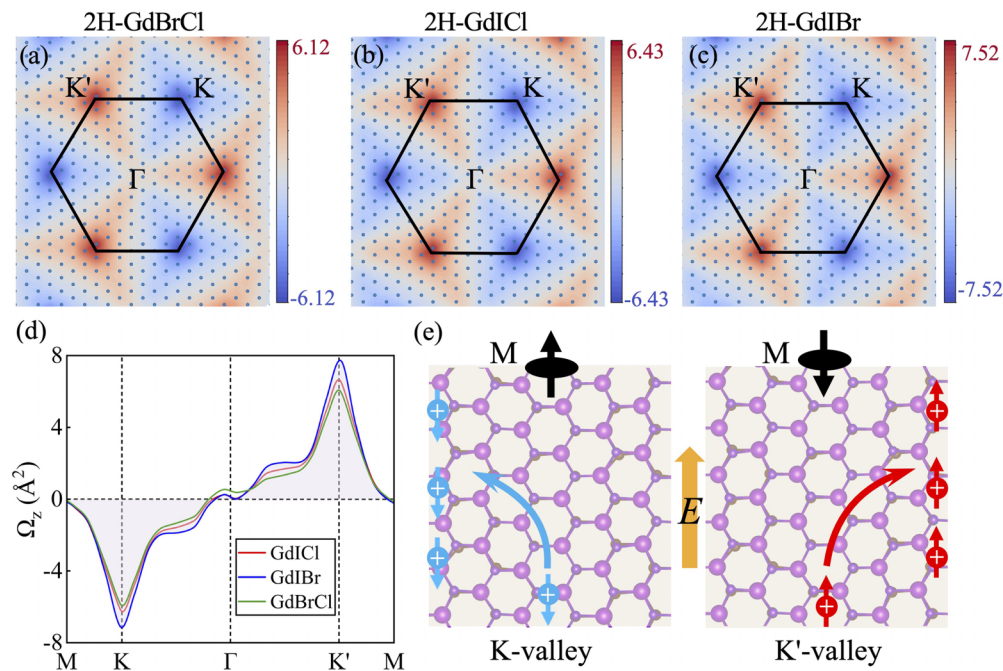 2H-GdBrCl
2H-GdICl
2H-GdIBr
(a)
K'
K
Γ
6.12
-6.12
(b)
K'
K
Γ
6.43
-6.43
(c)
K'
K
Γ
7.52
-7.52
(d)
Ω_z (Å²)
8
4
0
-4
-8
GdICl
GdIBr
GdBrCl
M
K
Γ
K'
M
(e)
M
M
E
+
+
+
+
+
+
+
+
K-valley
K'-valley